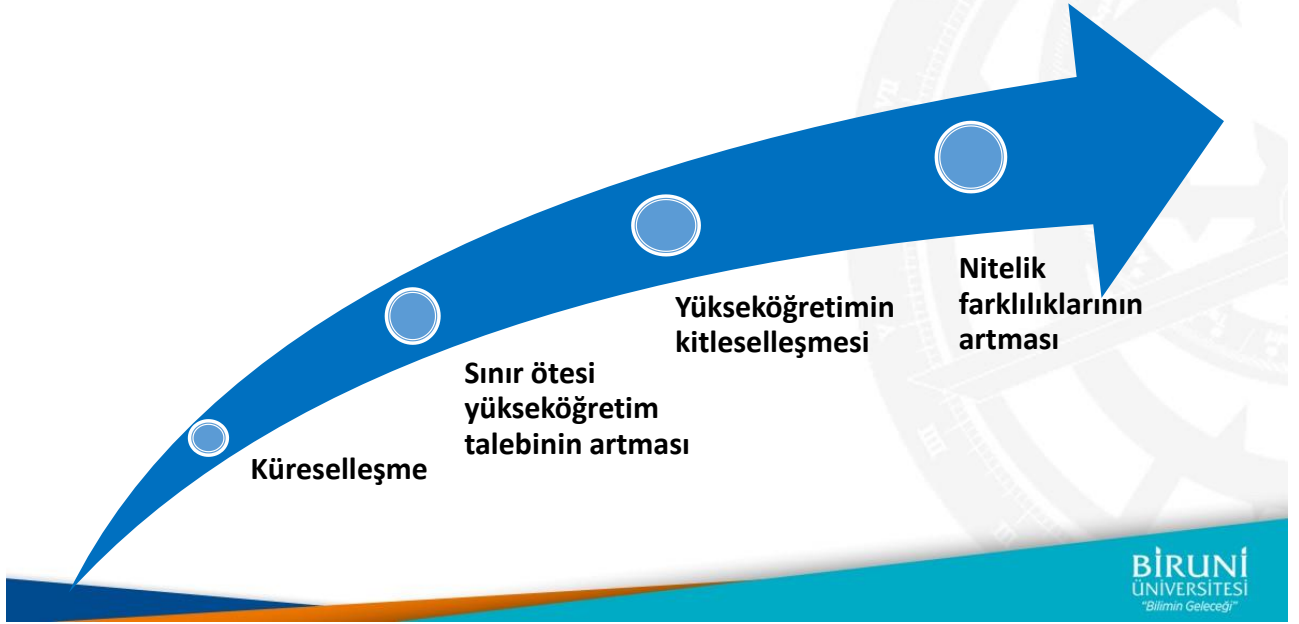 Küreselleşme
Sınır ötesi
yükseköğretim
talebinin artması
Yükseköğretimin
kitleselleşmesi
Nitelik
farklılıklarının
artması
BİRUNİ
ÜNİVERSİTESİ
"Bilimin Geleceği"